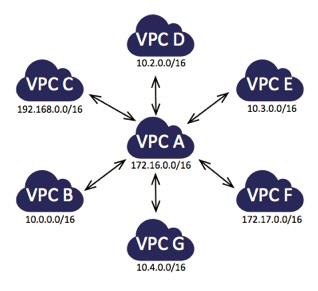 VPC D
10.2.0.0/16
VPC C
192.168.0.0/16
VPC E
10.3.0.0/16
VPC A
172.16.0.0/16
VPC B
10.0.0.0/16
VPC F
172.17.0.0/16
VPC G
10.4.0.0/16